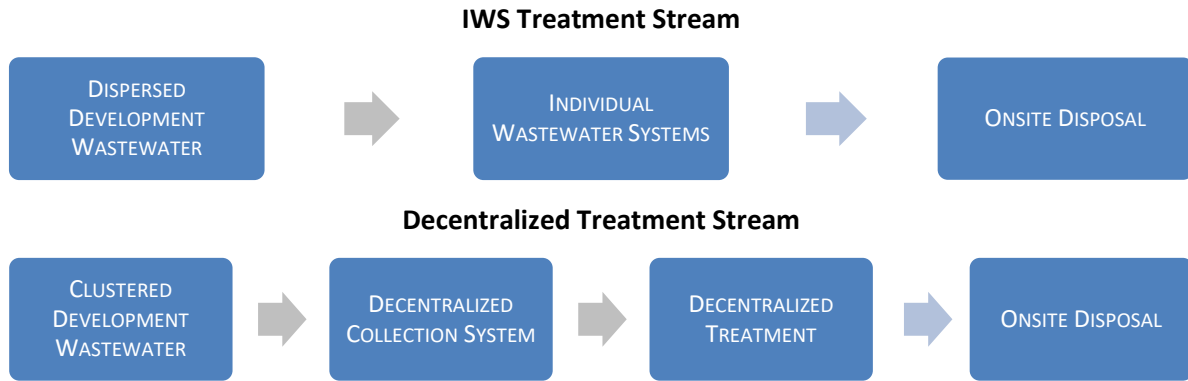 IWS Treatment Stream
DISPERSED
DEVELOPMENT
WASTEWATER
INDIVIDUAL
WASTEWATER SYSTEMS
ONSITE DISPOSAL
Decentralized Treatment Stream
CLUSTERED
DEVELOPMENT
WASTEWATER
DECENTRALIZED
COLLECTION SYSTEM
DECENTRALIZED
TREATMENT
ONSITE DISPOSAL